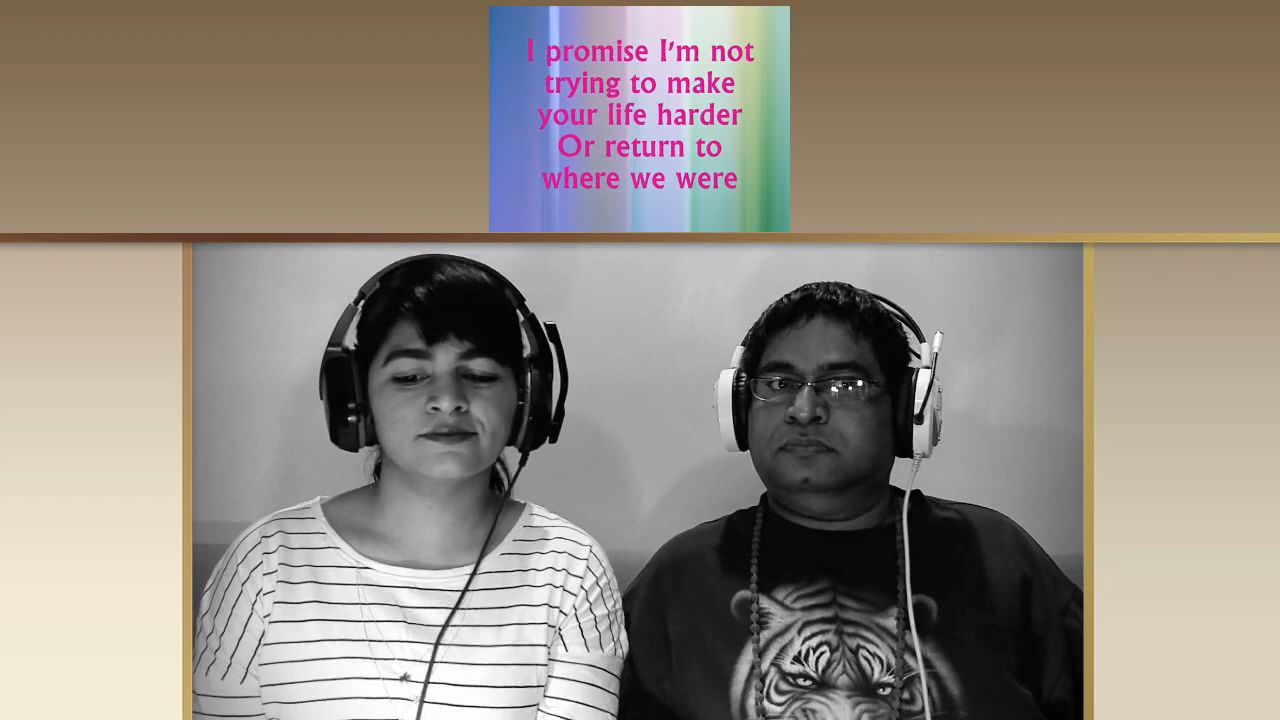 I promise I'm not
trying to make
your life harder
Or return to
where we were